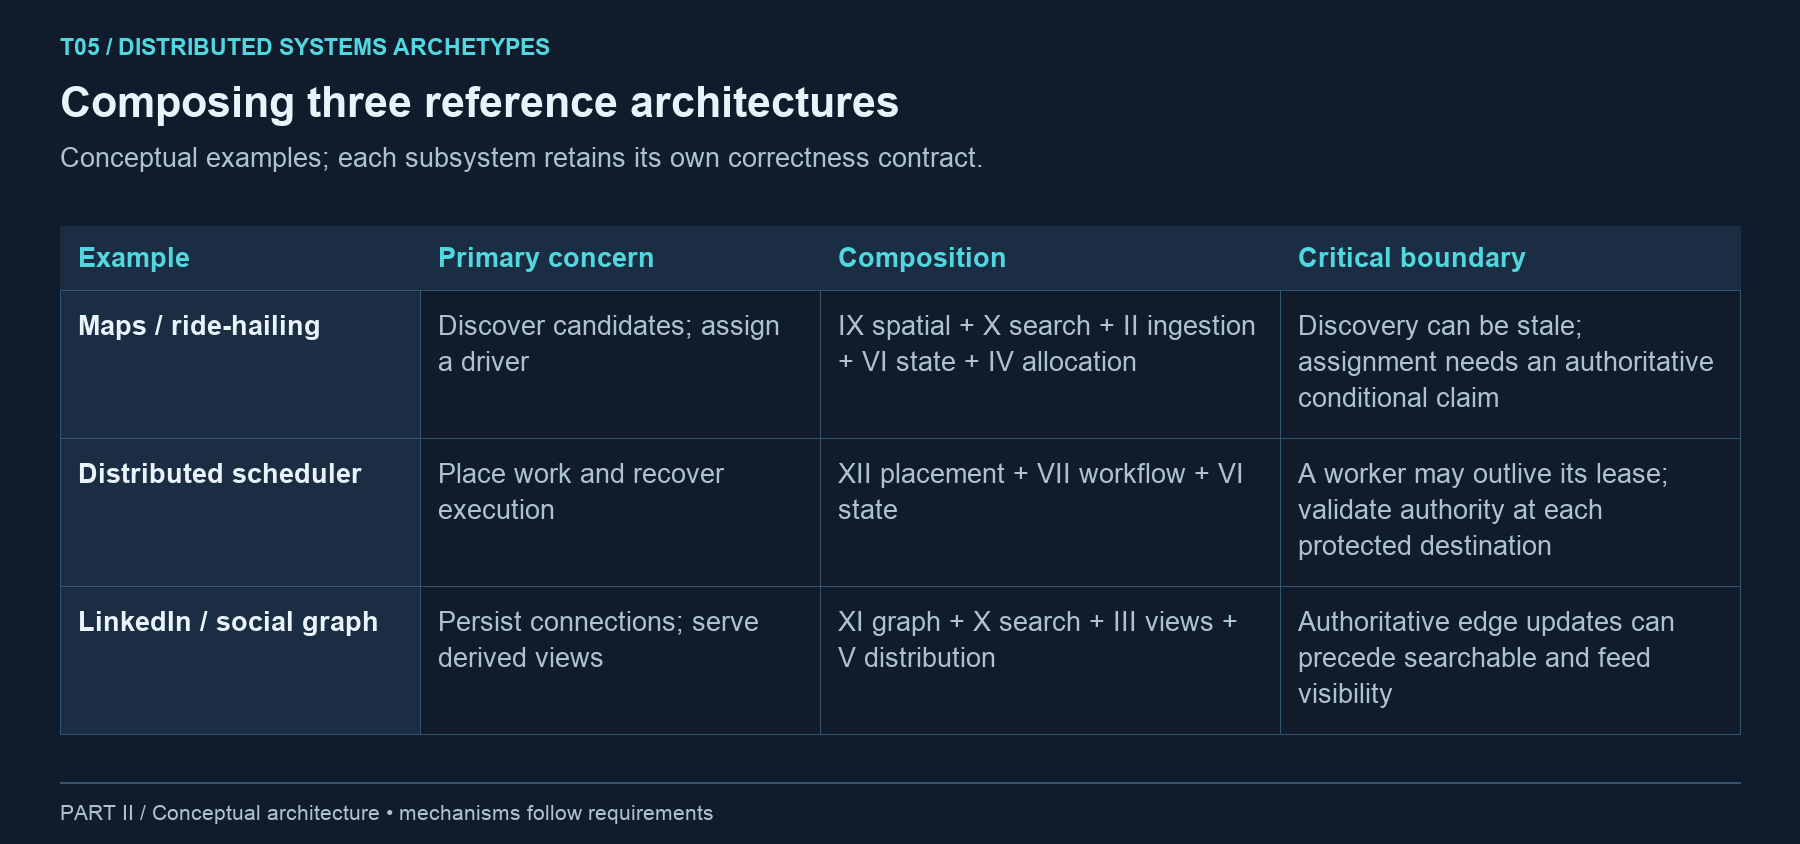 T05 / DISTRIBUTED SYSTEMS ARCHETYPES
Composing three reference architectures
Conceptual examples; each subsystem retains its own correctness contract.
Example
Primary concern
Composition
Critical boundary
Maps / ride-hailing
Discover candidates; assign
a driver
IX spatial + X search + II ingestion
+ VI state + IV allocation
Discovery can be stale;
assignment needs an authoritative
conditional claim
Distributed scheduler
Place work and recover
execution
XII placement + VII workflow + VI
state
A worker may outlive its lease;
validate authority at each
protected destination
LinkedIn / social graph
Persist connections; serve
derived views
XI graph + X search + III views +
V distribution
Authoritative edge updates can
precede searchable and feed
visibility
PART II / Conceptual architecture • mechanisms follow requirements